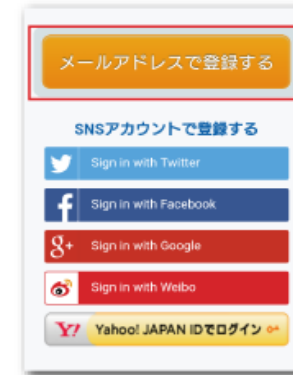 メールアドレスで登録する
SNSアカウントで登録する
Sign in with Twitter
Sign in with Facebook
g+ Sign in with Google
Sign in with Weibo
Y! Yahoo! JAPAN IDでログイン